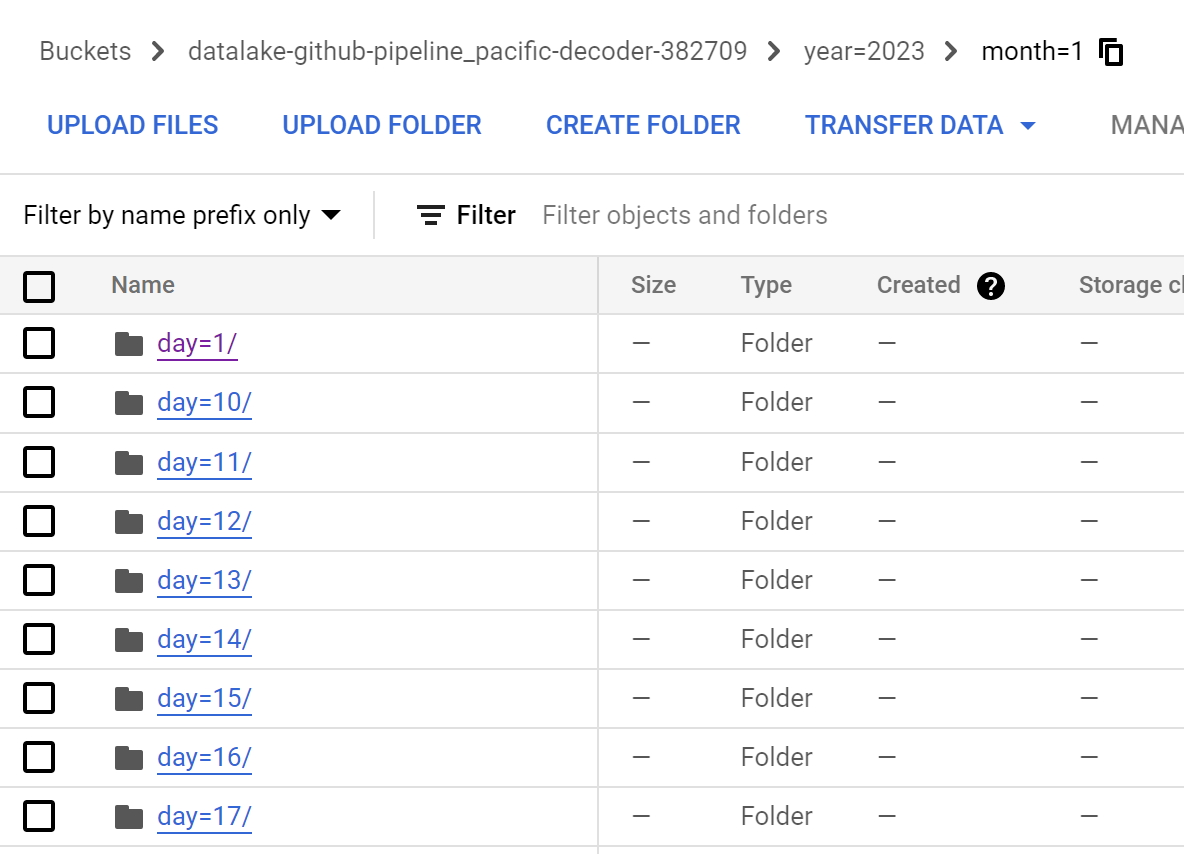 Buckets > datalake-github-pipeline_pacific-decoder-382709 > year=2023 > month=1
UPLOAD FILES UPLOAD FOLDER CREATE FOLDER TRANSFER DATA MANA
Filter by name prefix only Filter Filter objects and folders
Name Size Type Created ? Storage cl
day=1/ — Folder — —
day=10/ — Folder — —
day=11/ — Folder — —
day=12/ — Folder — —
day=13/ — Folder — —
day=14/ — Folder — —
day=15/ — Folder — —
day=16/ — Folder — —
day=17/ — Folder — —